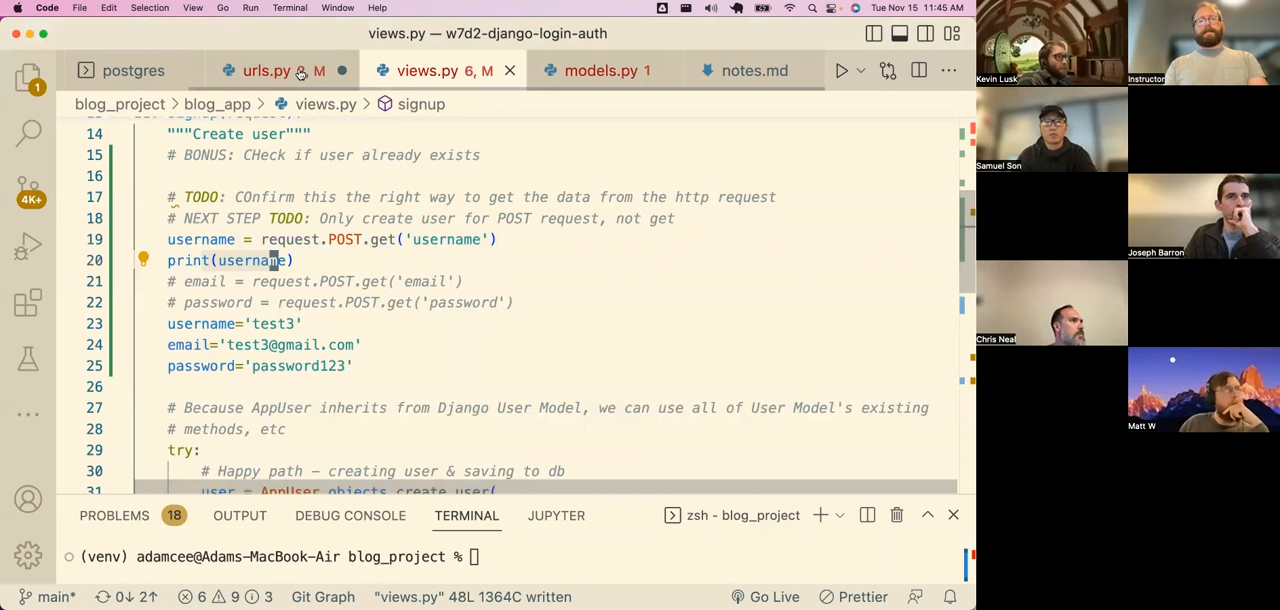 Code File Edit Selection View Go Run Terminal Window Help Tue Nov 15 11:45 AM
views.py — w7d2-django-login-auth
postgres urls.py 2, M views.py 6, M models.py 1 notes.md
blog_project > blog_app > views.py > signup
14 """Create user"""
15 # BONUS: CHeck if user already exists
16
17 # TODO: COnfirm this the right way to get the data from the http request
18 # NEXT STEP TODO: Only create user for POST request, not get
19 username = request.POST.get('username')
20 print(username)
21 # email = request.POST.get('email')
22 # password = request.POST.get('password')
23 username='test3'
24 email='test3@gmail.com'
25 password='password123'
26
27 # Because AppUser inherits from Django User Model, we can use all of User Model's existing
28 # methods, etc
29 try:
30 # Happy path – creating user & saving to db
31 user = AppUser.objects.create_user(
1
4K+
PROBLEMS 18 OUTPUT DEBUG CONSOLE TERMINAL JUPYTER zsh - blog_project
(venv) adamcee@Adams-MacBook-Air blog_project %
main* 0↓ 2↑ 6 9 3 Git Graph "views.py" 48L 1364C written Go Live Prettier
Kevin Lusk
Instructor
Samuel Son
Joseph Barron
Chris Neal
Matt W